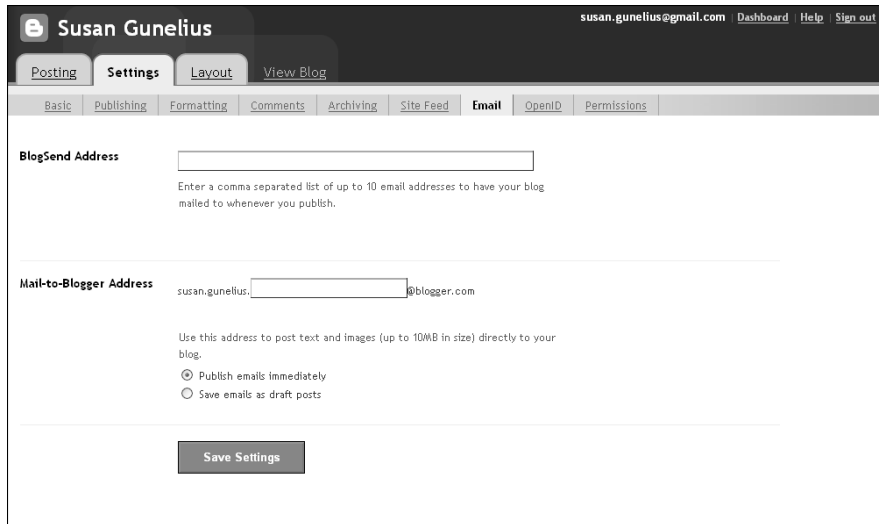 susan.gunelius@gmail.com | Dashboard | Help | Sign out
Susan Gunelius
Posting Settings Layout View Blog
Basic Publishing Formatting Comments Archiving Site Feed Email OpenID Permissions
BlogSend Address
Enter a comma separated list of up to 10 email addresses to have your blog
mailed to whenever you publish.
Mail-to-Blogger Address
susan.gunelius. @blogger.com
Use this address to post text and images (up to 10MB in size) directly to your
blog.
Publish emails immediately
Save emails as draft posts
Save Settings